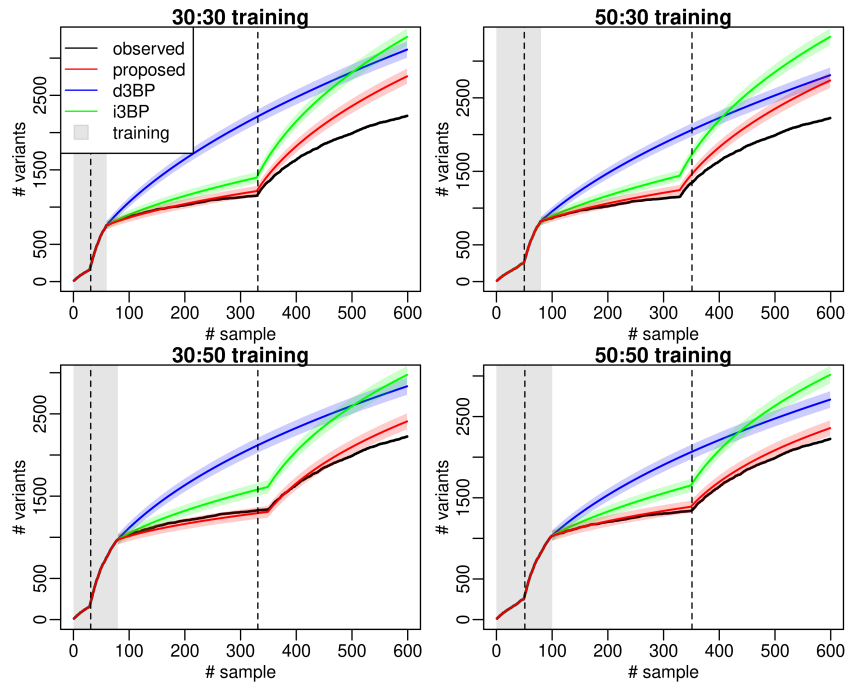 30:30 training
# variants
0
500
1500
2500
observed
proposed
d3BP
i3BP
training
0 100 200 300 400 500 600
# sample
50:30 training
# variants
0
500
1500
2500
0 100 200 300 400 500 600
# sample
30:50 training
# variants
0
500
1500
2500
0 100 200 300 400 500 600
# sample
50:50 training
# variants
0
500
1500
2500
0 100 200 300 400 500 600
# sample